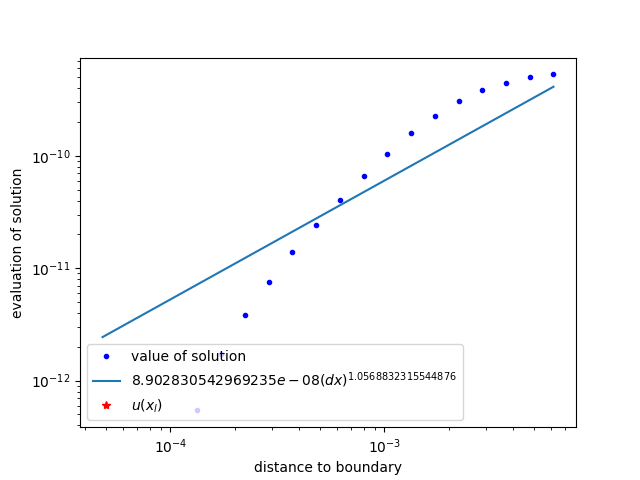 10⁻¹⁰
10⁻¹¹
10⁻¹²
evaluation of solution
value of solution
8.902830542969235e − 08(dx)^1.0568832315544876
u(x_l)
10⁻⁴ 10⁻³
distance to boundary